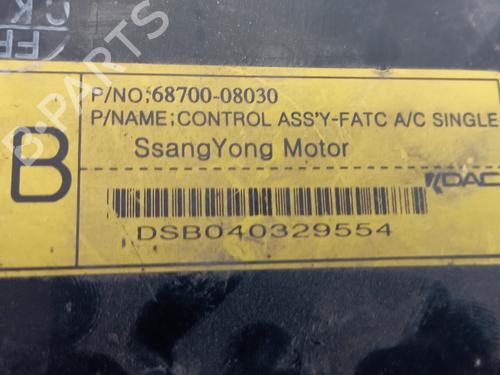 P/NO;68700-08030
P/NAME;CONTROL ASS'Y-FATC A/C SINGLE
B
SsangYong Motor
DAC
DSB040329554
B-PARTS